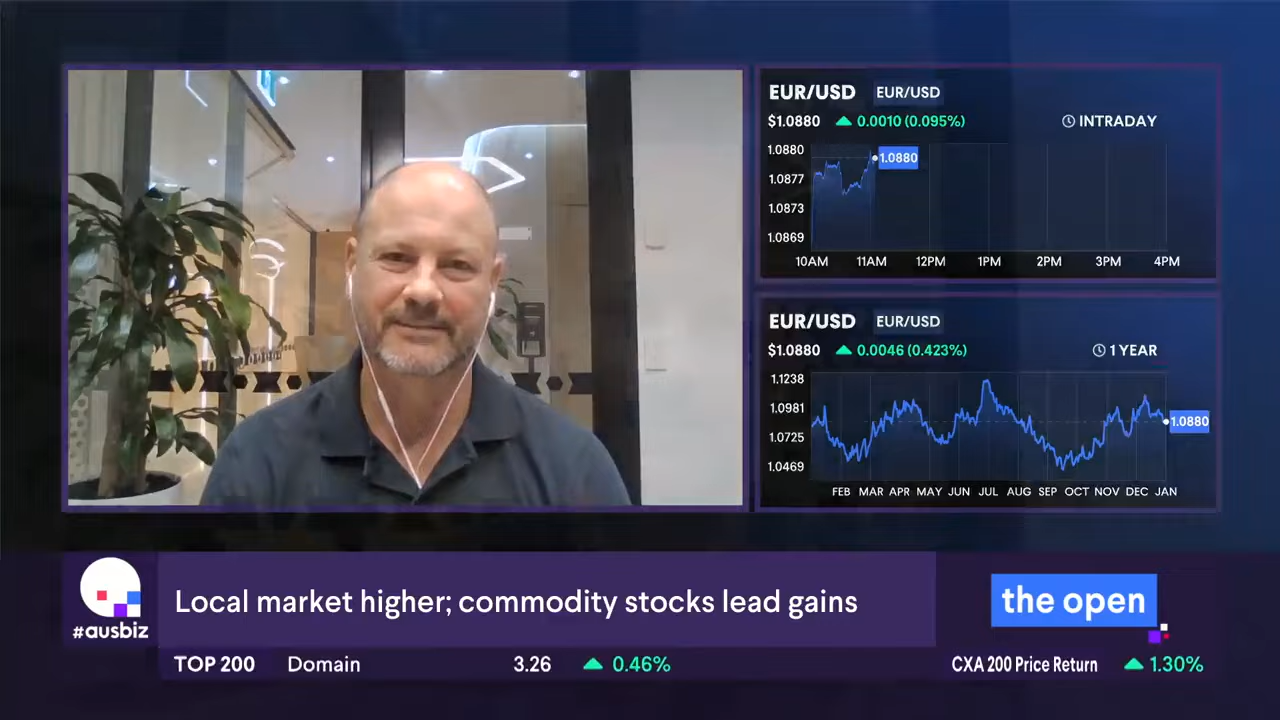 EUR/USD EUR/USD
$1.0880 0.0010 (0.095%) INTRADAY
1.0880
1.0880
1.0877
1.0873
1.0869
10AM 11AM 12PM 1PM 2PM 3PM 4PM
EUR/USD EUR/USD
$1.0880 0.0046 (0.423%) 1 YEAR
1.1238
1.0981
1.0880
1.0725
1.0469
FEB MAR APR MAY JUN JUL AUG SEP OCT NOV DEC JAN
#ausbiz
Local market higher; commodity stocks lead gains
the open
TOP 200 Domain 3.26 0.46% CXA 200 Price Return 1.30%